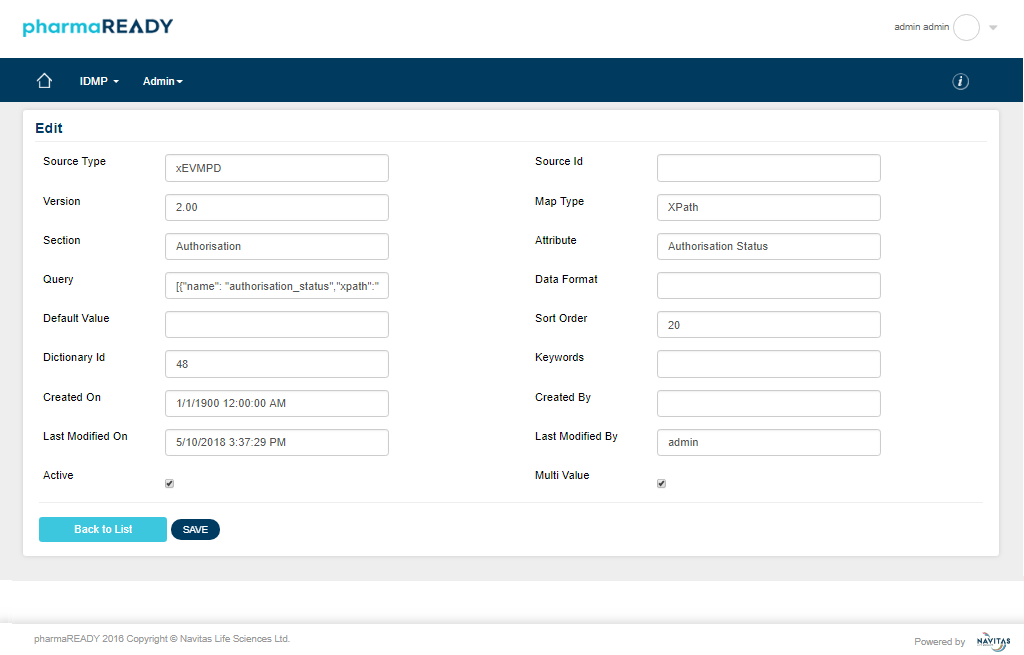 pharmaREADY
admin admin
IDMP Admin
i
Edit
Source Type xEVMPD Source Id
Version 2.00 Map Type XPath
Section Authorisation Attribute Authorisation Status
Query [{"name": "authorisation_status","xpath":" Data Format
Default Value Sort Order 20
Dictionary Id 48 Keywords
Created On 1/1/1900 12:00:00 AM Created By
Last Modified On 5/10/2018 3:37:29 PM Last Modified By admin
Active Multi Value
Back to List SAVE
pharmaREADY 2016 Copyright © Navitas Life Sciences Ltd.
Powered by NAVITAS